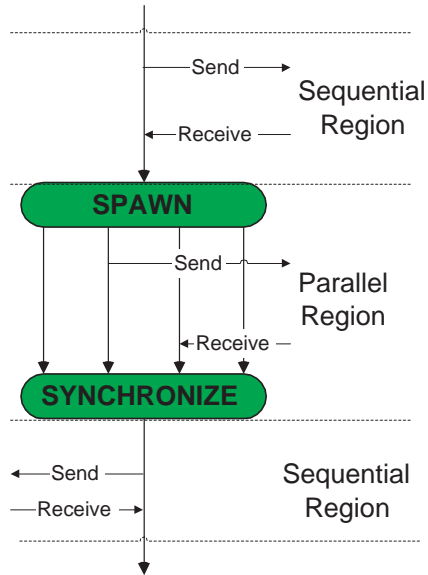 Send
Sequential
Region
Receive
SPAWN
Send
Parallel
Region
Receive
SYNCHRONIZE
Send
Sequential
Region
Receive